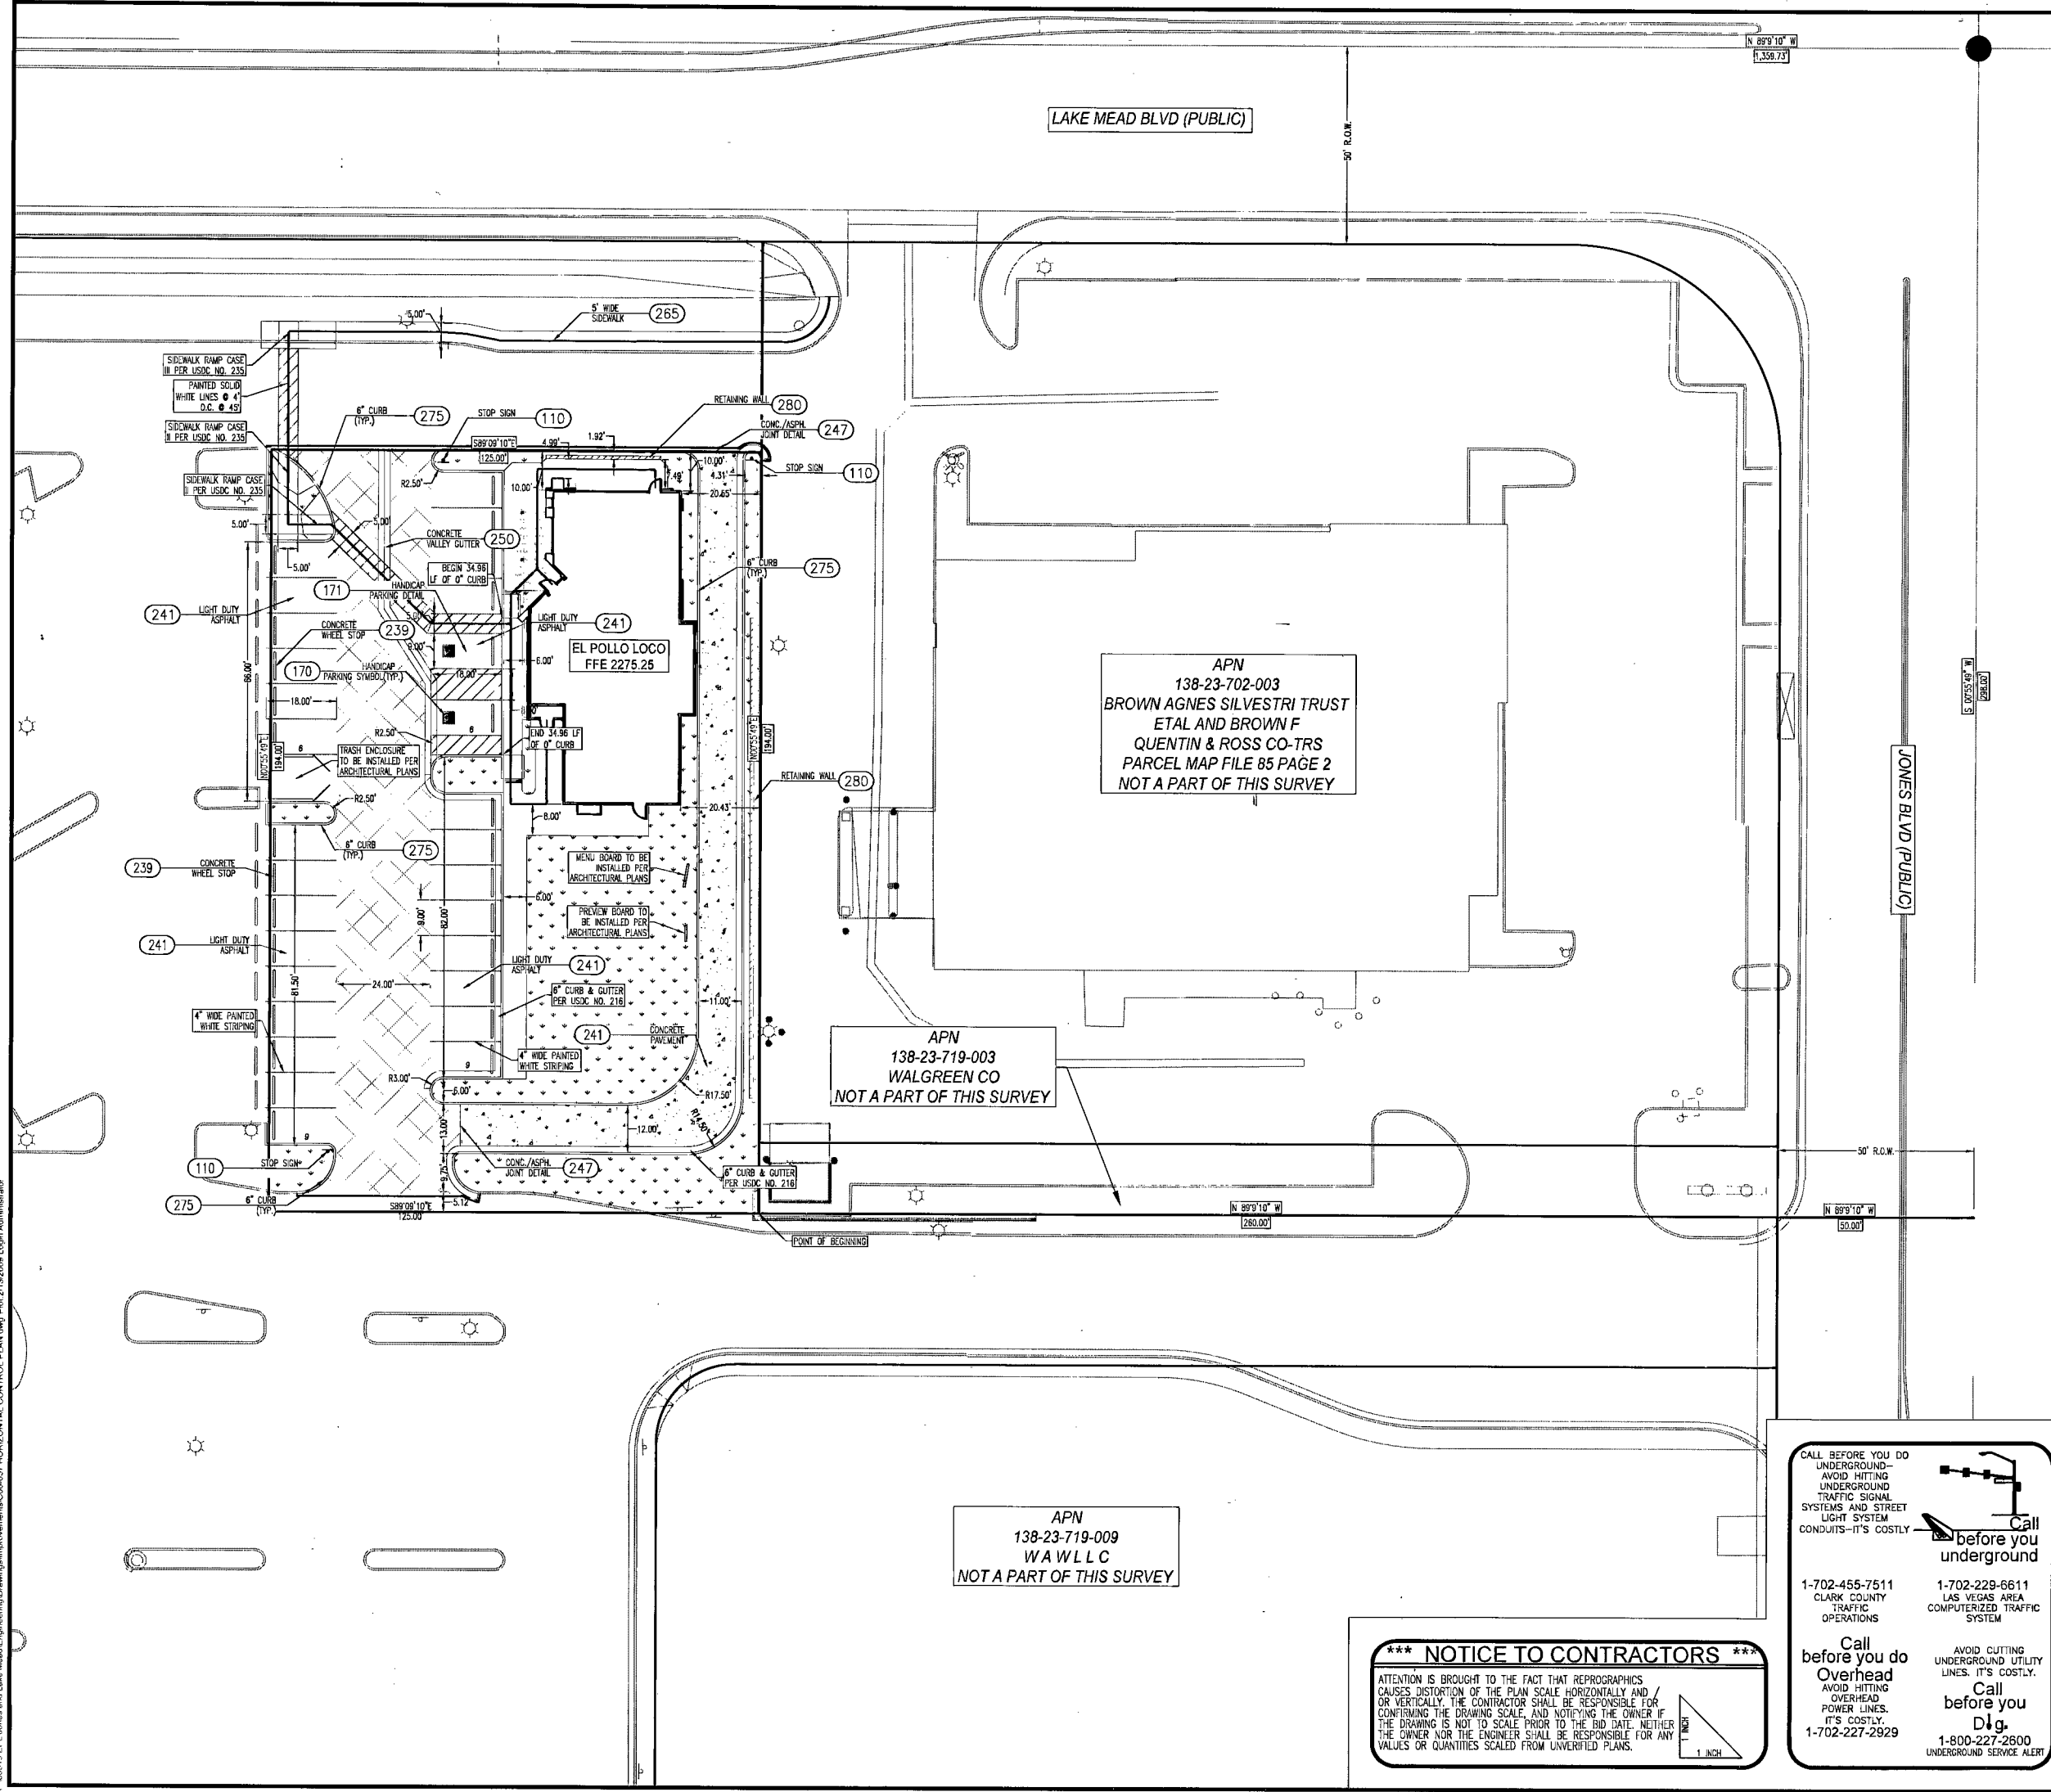 N 89°9'10" W
1,359.73'
LAKE MEAD BLVD (PUBLIC)
50' R.O.W.
5.00'
5' WIDE
SIDEWALK
265
SIDEWALK RAMP CASE
III PER USDC NO. 235
PAINTED SOLID
WHITE LINES @ 4'
O.C. @ 45°
6" CURB
(TYP.)
275
STOP SIGN
110
RETAINING WALL
280
CONC./ASPH.
JOINT DETAIL
247
SIDEWALK RAMP CASE
II PER USDC NO. 235
S89°09'10"E
125.00'
4.99'
1.92'
10.00'
4.31'
STOP SIGN
110
SIDEWALK RAMP CASE
II PER USDC NO. 235
R2.50'
10.00'
20.65'
5.00'
5.00'
5.00'
CONCRETE
VALLEY GUTTER
250
BEGIN 34.96
LF OF 0" CURB
6" CURB
(TYP.)
275
171
HANDICAP
PARKING DETAIL
241
LIGHT DUTY
ASPHALT
5.00'
LIGHT DUTY
ASPHALT
241
CONCRETE
WHEEL STOP
239
9.00'
EL POLLO LOCO
FFE 2275.25
66.00'
170
HANDICAP
PARKING SYMBOL(TYP.)
18.00'
6.00'
18.00'
R2.50'
6
END 34.96 LF
OF 0" CURB
N00°55'49"E
194.00'
6
TRASH ENCLOSURE
TO BE INSTALLED PER
ARCHITECTURAL PLANS
N00°55'49"E
194.00'
RETAINING WALL
280
R2.50'
20.43'
8.00'
6" CURB
(TYP.)
275
239
CONCRETE
WHEEL STOP
MENU BOARD TO BE
INSTALLED PER
ARCHITECTURAL PLANS
6.00'
9.00'
82.00'
PREVIEW BOARD TO
BE INSTALLED PER
ARCHITECTURAL PLANS
241
LIGHT DUTY
ASPHALT
LIGHT DUTY
ASPHALT
241
81.50'
24.00'
6" CURB & GUTTER
PER USDC NO. 216
11.00'
4" WIDE PAINTED
WHITE STRIPING
241
CONCRETE
PAVEMENT
4" WIDE PAINTED
WHITE STRIPING
9
R3.00'
6.00'
R17.50'
13.00'
12.00'
9
110
STOP SIGN
9.75'
CONC./ASPH.
JOINT DETAIL
247
6" CURB & GUTTER
PER USDC NO. 216
275
6" CURB
(TYP.)
S89°09'10"E
125.00'
5.12'
POINT OF BEGINNING
APN
138-23-702-003
BROWN AGNES SILVESTRI TRUST
ETAL AND BROWN F
QUENTIN & ROSS CO-TRS
PARCEL MAP FILE 85 PAGE 2
NOT A PART OF THIS SURVEY
S 00°55'49" W
298.00'
JONES BLVD (PUBLIC)
APN
138-23-719-003
WALGREEN CO
NOT A PART OF THIS SURVEY
50' R.O.W.
N 89°9'10" W
260.00'
N 89°9'10" W
50.00'
APN
138-23-719-009
W A W L L C
NOT A PART OF THIS SURVEY
*** NOTICE TO CONTRACTORS ***
ATTENTION IS BROUGHT TO THE FACT THAT REPROGRAPHICS
CAUSES DISTORTION OF THE PLAN SCALE HORIZONTALLY AND /
OR VERTICALLY. THE CONTRACTOR SHALL BE RESPONSIBLE FOR
CONFIRMING THE DRAWING SCALE, AND NOTIFYING THE OWNER IF
THE DRAWING IS NOT TO SCALE PRIOR TO THE BID DATE. NEITHER
THE OWNER NOR THE ENGINEER SHALL BE RESPONSIBLE FOR ANY
VALUES OR QUANTITIES SCALED FROM UNVERIFIED PLANS.
1 INCH
1 INCH
CALL BEFORE YOU DO
UNDERGROUND-
AVOID HITTING
UNDERGROUND
TRAFFIC SIGNAL
SYSTEMS AND STREET
LIGHT SYSTEM
CONDUITS-IT'S COSTLY
Call
before you
underground
1-702-455-7511
CLARK COUNTY
TRAFFIC
OPERATIONS
1-702-229-6611
LAS VEGAS AREA
COMPUTERIZED TRAFFIC
SYSTEM
Call
before you do
Overhead
AVOID HITTING
OVERHEAD
POWER LINES.
IT'S COSTLY.
1-702-227-2929
AVOID CUTTING
UNDERGROUND UTILITY
LINES. IT'S COSTLY.
Call
before you
Dig.
1-800-227-2600
UNDERGROUND SERVICE ALERT